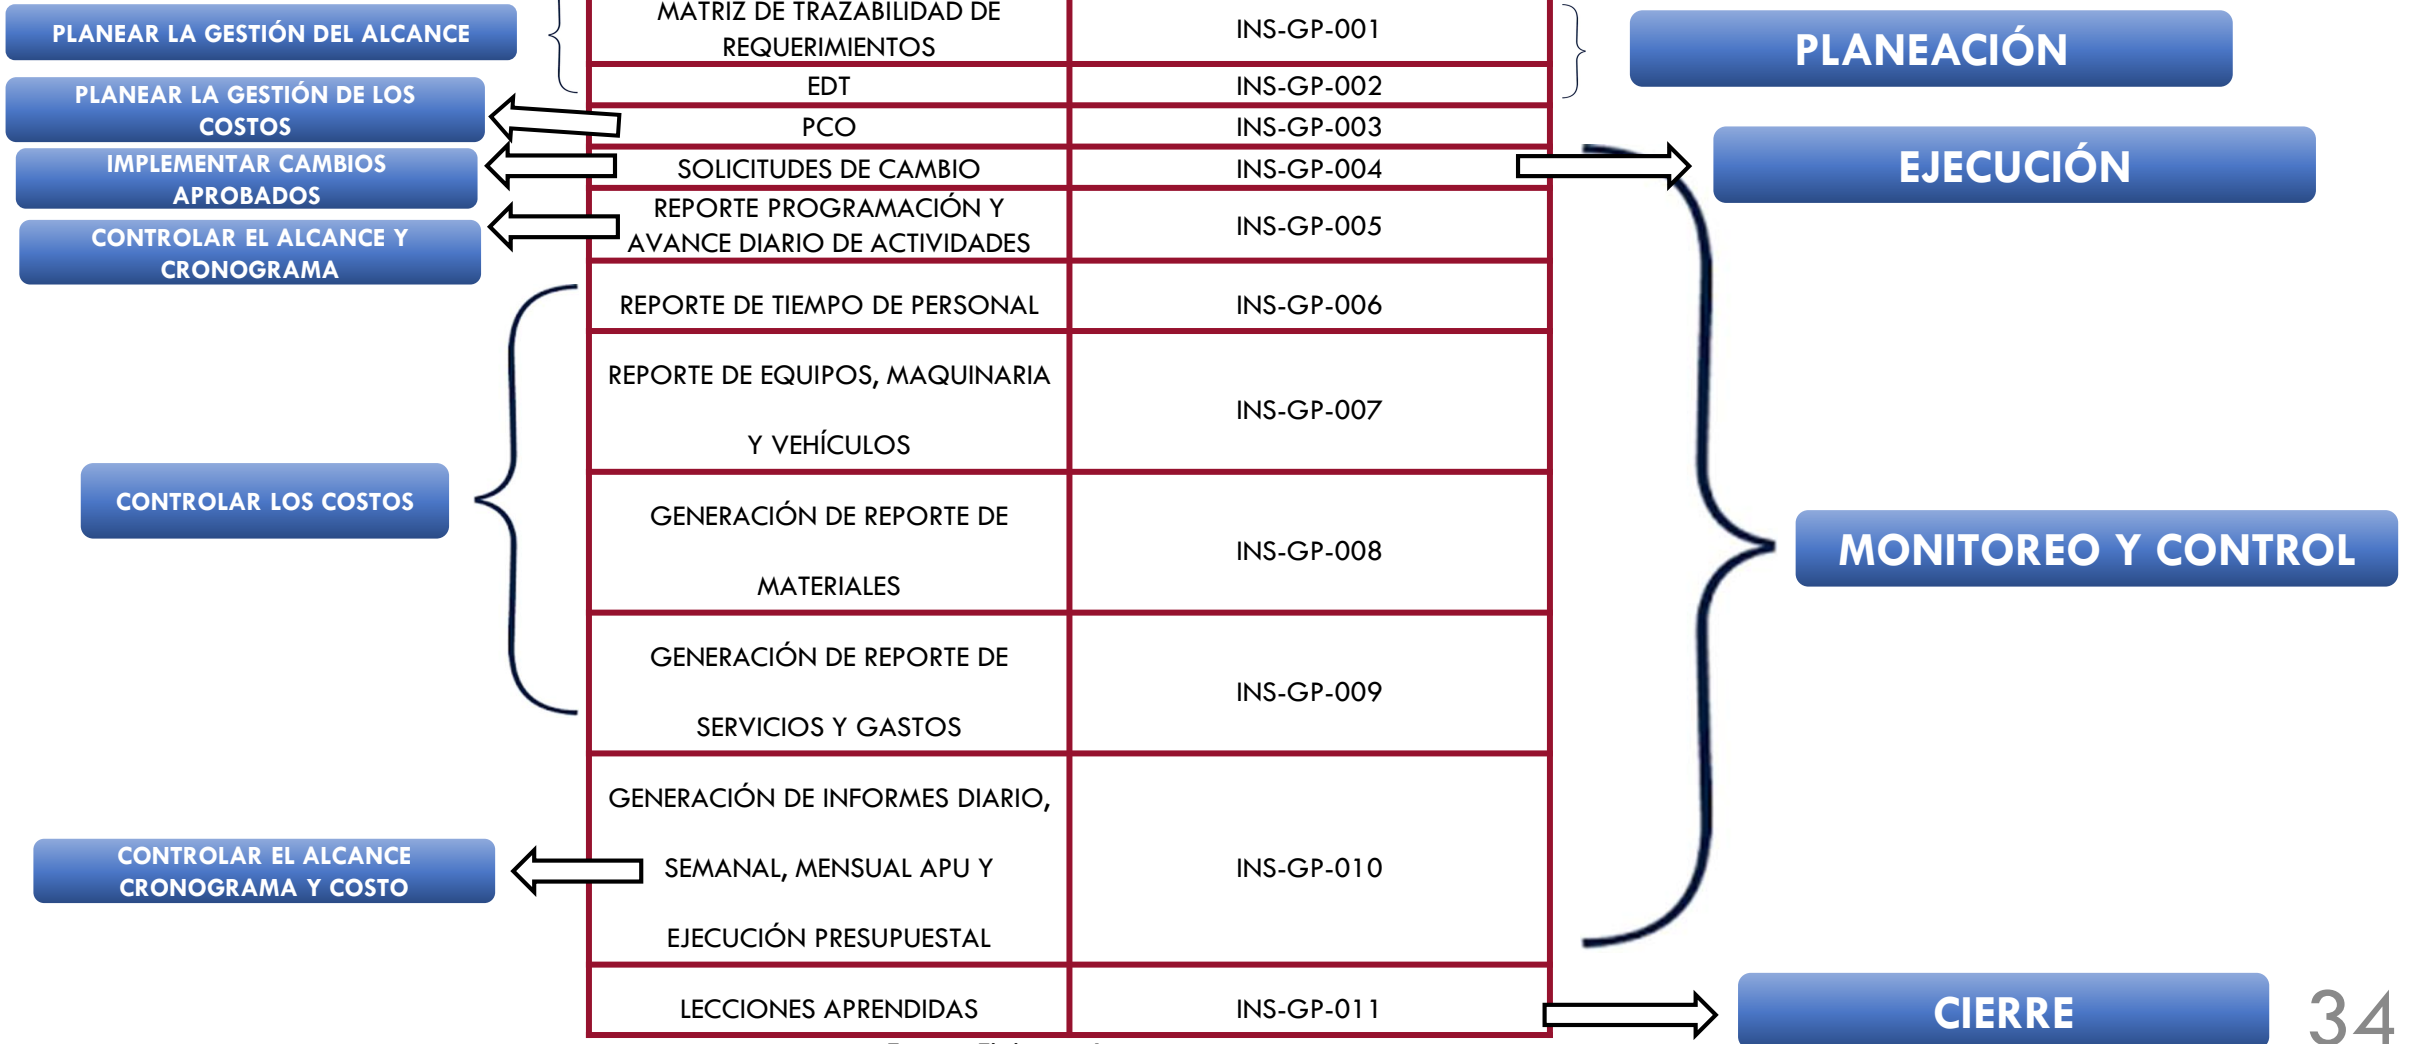 PLANEAR LA GESTIÓN DEL ALCANCE
MATRIZ DE TRAZABILIDAD DE
REQUERIMIENTOS
INS-GP-001
PLANEACIÓN
EDT
INS-GP-002
PLANEAR LA GESTIÓN DE LOS
COSTOS
PCO
INS-GP-003
IMPLEMENTAR CAMBIOS
APROBADOS
SOLICITUDES DE CAMBIO
INS-GP-004
EJECUCIÓN
CONTROLAR EL ALCANCE Y
CRONOGRAMA
REPORTE PROGRAMACIÓN Y
AVANCE DIARIO DE ACTIVIDADES
INS-GP-005
REPORTE DE TIEMPO DE PERSONAL
INS-GP-006
REPORTE DE EQUIPOS, MAQUINARIA
Y VEHÍCULOS
INS-GP-007
CONTROLAR LOS COSTOS
GENERACIÓN DE REPORTE DE
MATERIALES
INS-GP-008
MONITOREO Y CONTROL
GENERACIÓN DE REPORTE DE
SERVICIOS Y GASTOS
INS-GP-009
CONTROLAR EL ALCANCE
CRONOGRAMA Y COSTO
GENERACIÓN DE INFORMES DIARIO,
SEMANAL, MENSUAL APU Y
EJECUCIÓN PRESUPUESTAL
INS-GP-010
LECCIONES APRENDIDAS
INS-GP-011
CIERRE
34